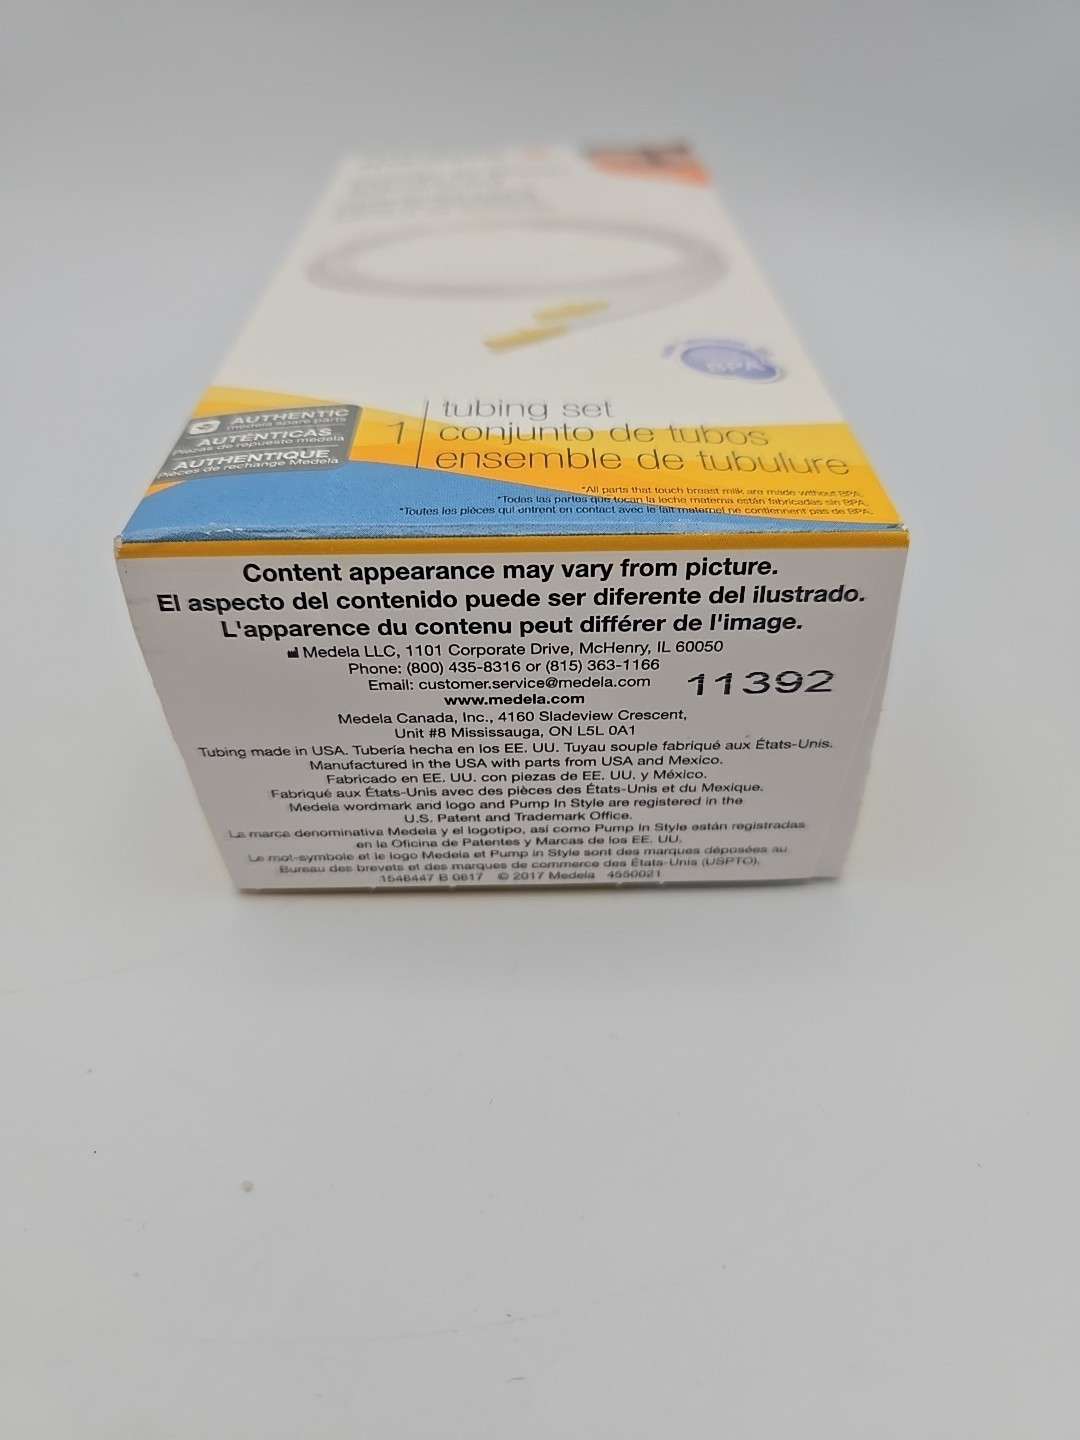 BPA
AUTHENTIC
medela spare parts
AUTÉNTICAS
Piezas de repuesto medela
AUTHENTIQUE
Pièces de rechange Medela
1
tubing set
conjunto de tubos
ensemble de tubulure
*All parts that touch breast milk are made without BPA.
*Todas las partes que tocan la leche materna están fabricadas sin BPA.
*Toutes les pièces qui entrent en contact avec le lait maternel ne contiennent pas de BPA.
Content appearance may vary from picture.
El aspecto del contenido puede ser diferente del ilustrado.
L'apparence du contenu peut différer de l'image.
Medela LLC, 1101 Corporate Drive, McHenry, IL 60050
Phone: (800) 435-8316 or (815) 363-1166
Email: customer.service@medela.com
11392
www.medela.com
Medela Canada, Inc., 4160 Sladeview Crescent,
Unit #8 Mississauga, ON L5L 0A1
Tubing made in USA. Tubería hecha en los EE. UU. Tuyau souple fabriqué aux États-Unis.
Manufactured in the USA with parts from USA and Mexico.
Fabricado en EE. UU. con piezas de EE. UU. y México.
Fabriqué aux États-Unis avec des pièces des États-Unis et du Mexique.
Medela wordmark and logo and Pump In Style are registered in the
U.S. Patent and Trademark Office.
La marca denominativa Medela y el logotipo, así como Pump In Style están registradas
en la Oficina de Patentes y Marcas de los EE. UU.
Le mot-symbole et le logo Medela et Pump in Style sont des marques déposées au
Bureau des brevets et des marques de commerce des États-Unis (USPTO).
1548447 B 0817 © 2017 Medela 4550021